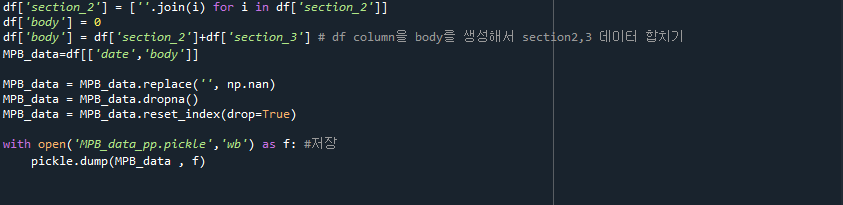 df['section_2'] = [''.join(i) for i in df['section_2']]
df['body'] = 0
df['body'] = df['section_2']+df['section_3'] # df column을 body를 생성해서 section2,3 데이터 합치기
MPB_data=df[['date','body']]
MPB_data = MPB_data.replace('', np.nan)
MPB_data = MPB_data.dropna()
MPB_data = MPB_data.reset_index(drop=True)
with open('MPB_data_pp.pickle','wb') as f: #저장
pickle.dump(MPB_data , f)